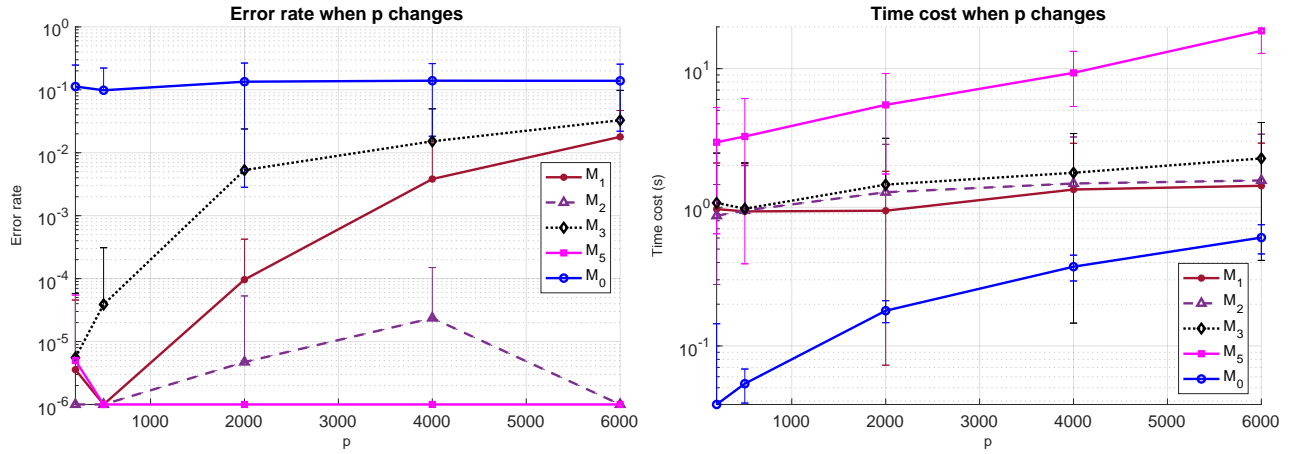 Error rate when p changes
10^0
10^-1
10^-2
10^-3
10^-4
10^-5
10^-6
Error rate
1000 2000 3000 4000 5000 6000
p
M_1
M_2
M_3
M_5
M_0
Time cost when p changes
10^1
10^0
10^-1
Time cost (s)
1000 2000 3000 4000 5000 6000
p
M_1
M_2
M_3
M_5
M_0